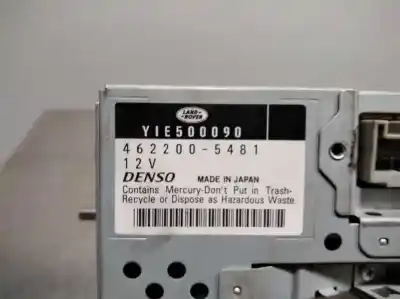 LAND-
ROVER
YIE500090
462200-5481
12V
DENSO MADE IN JAPAN
Contains Mercury-Don't Put in Trash-
Recycle or Dispose as Hazardous Waste.